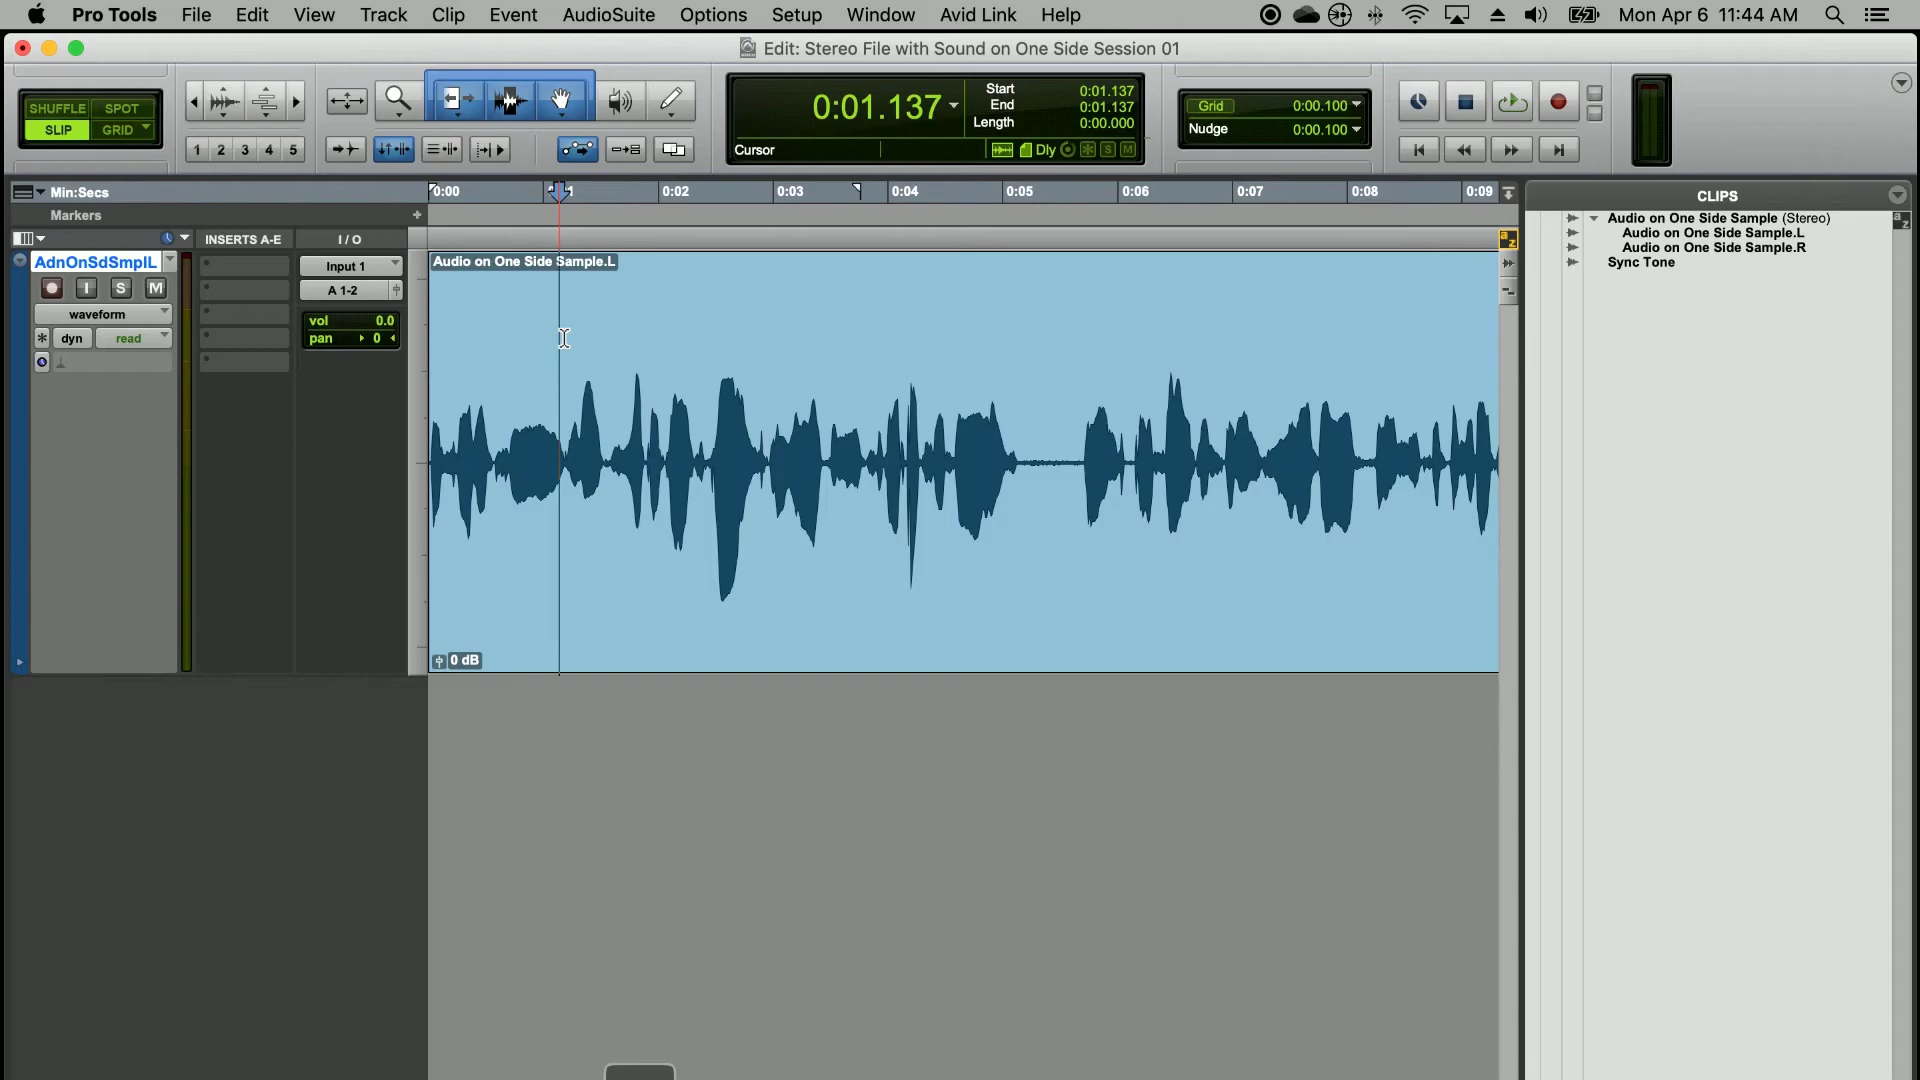 Pro Tools File Edit View Track Clip Event AudioSuite Options Setup Window Avid Link Help Mon Apr 6 11:44 AM
Edit: Stereo File with Sound on One Side Session 01
SHUFFLE SPOT
SLIP GRID
1 2 3 4 5
0:01.137
Start 0:01.137
End 0:01.137
Length 0:00.000
Cursor
Dly S M
Grid 0:00.100
Nudge 0:00.100
Min:Secs
0:00 0:02 0:03 0:04 0:05 0:06 0:07 0:08 0:09
Markers
INSERTS A-E I / O
AdnOnSdSmplL
I S M
waveform
dyn read
Input 1
A 1-2
vol 0.0
pan 0
Audio on One Side Sample.L
0 dB
CLIPS
Audio on One Side Sample (Stereo)
Audio on One Side Sample.L
Audio on One Side Sample.R
Sync Tone
a z
a z